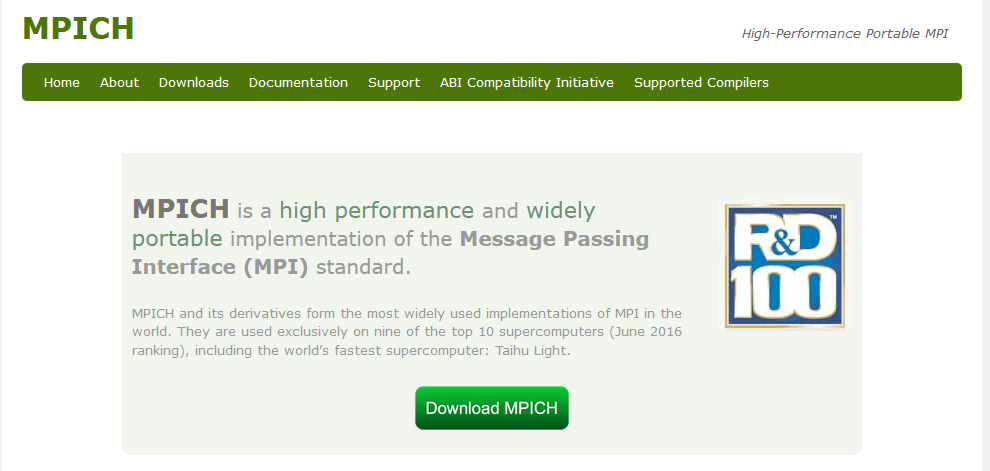 MPICH
High-Performance Portable MPI
Home About Downloads Documentation Support ABI Compatibility Initiative Supported Compilers
MPICH is a high performance and widely
portable implementation of the Message Passing
Interface (MPI) standard.
R&D™
100
MPICH and its derivatives form the most widely used implementations of MPI in the
world. They are used exclusively on nine of the top 10 supercomputers (June 2016
ranking), including the world’s fastest supercomputer: Taihu Light.
Download MPICH